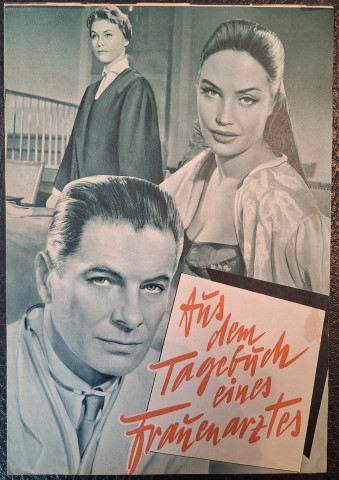 Aus
dem
Tagebuch
eines
Frauenarztes